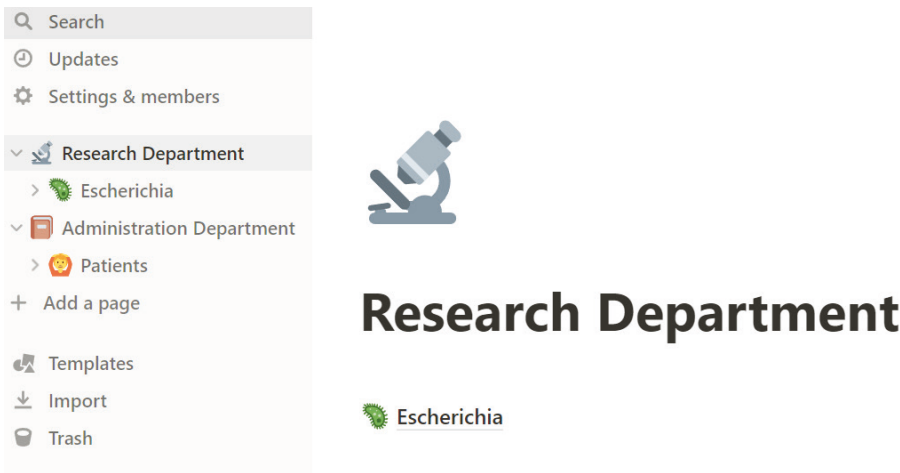 Search
Updates
Settings & members
Research Department
Escherichia
Administration Department
Patients
Add a page
Templates
Import
Trash
Research Department
Escherichia